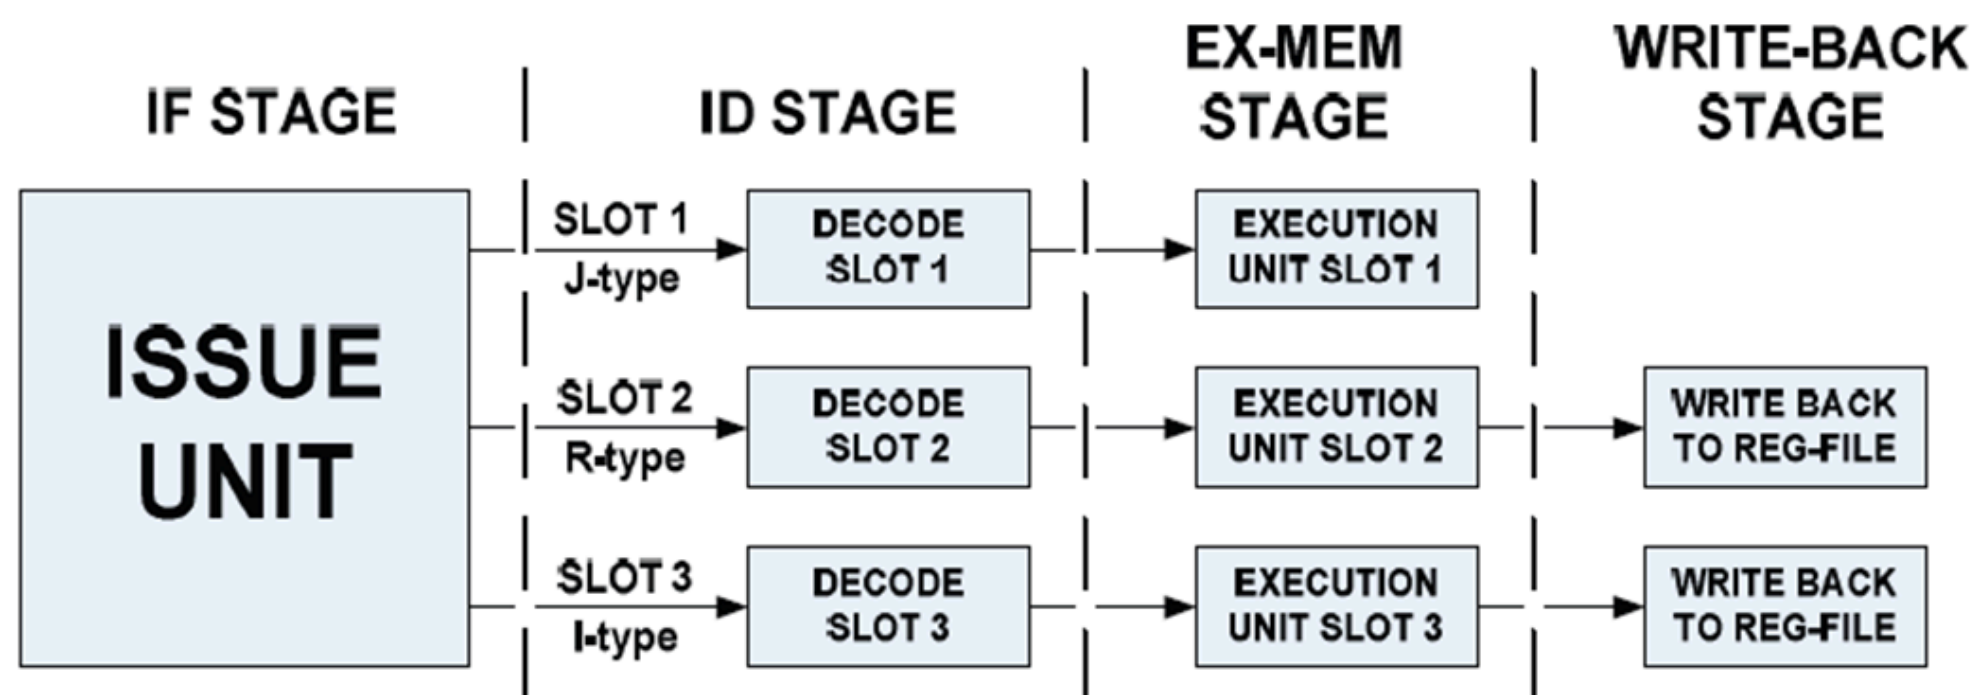 IF STAGE
ID STAGE
EX-MEM
STAGE
WRITE-BACK
STAGE
ISSUE
UNIT
SLOT 1
J-type
DECODE
SLOT 1
EXECUTION
UNIT SLOT 1
SLOT 2
R-type
DECODE
SLOT 2
EXECUTION
UNIT SLOT 2
WRITE BACK
TO REG-FILE
SLOT 3
I-type
DECODE
SLOT 3
EXECUTION
UNIT SLOT 3
WRITE BACK
TO REG-FILE